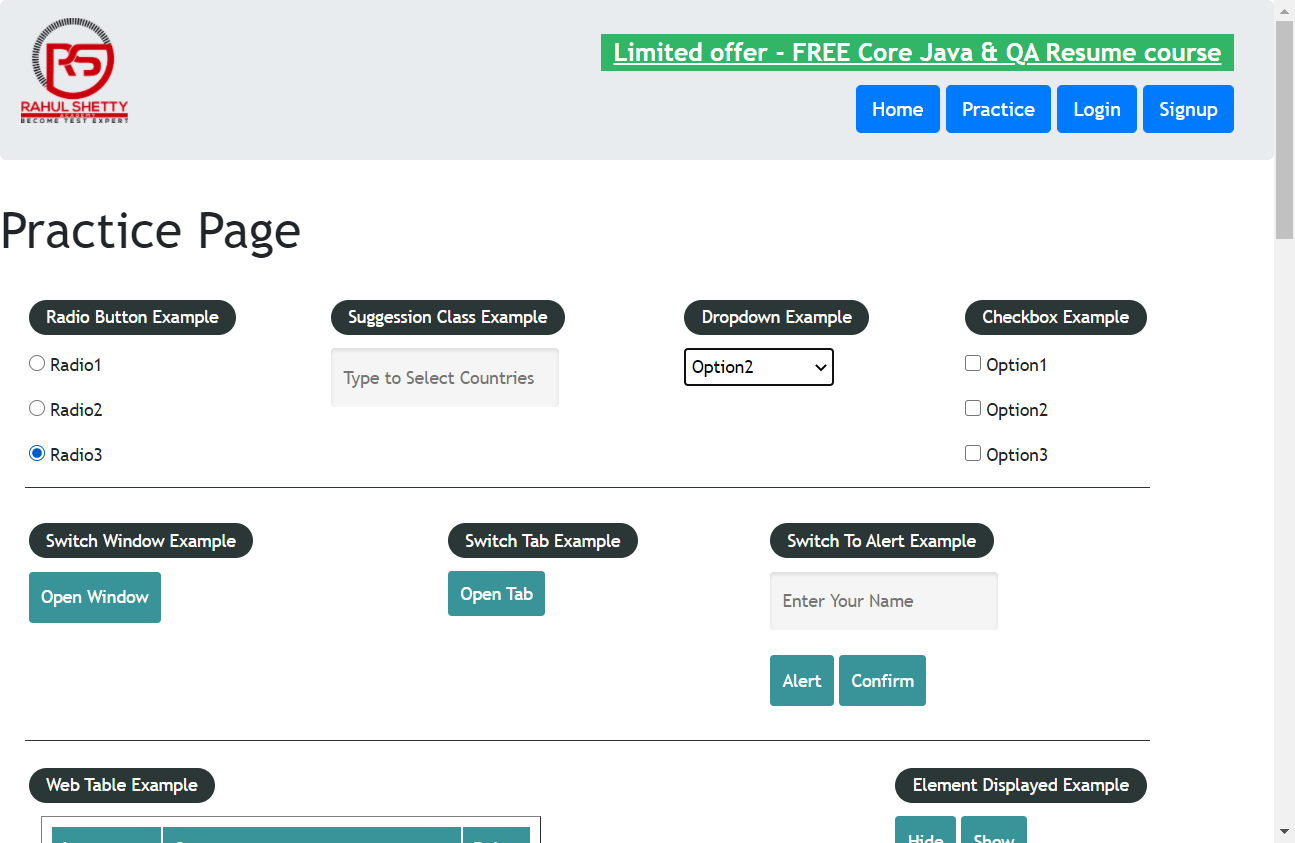 RS
RAHUL SHETTY
ACADEMY
BECOME TEST EXPERT
Limited offer - FREE Core Java & QA Resume course
Home Practice Login Signup
Practice Page
Radio Button Example
Radio1
Radio2
Radio3
Suggession Class Example
Type to Select Countries
Dropdown Example
Option2
Checkbox Example
Option1
Option2
Option3
Switch Window Example
Open Window
Switch Tab Example
Open Tab
Switch To Alert Example
Enter Your Name
Alert Confirm
Web Table Example
Element Displayed Example
Hide Show